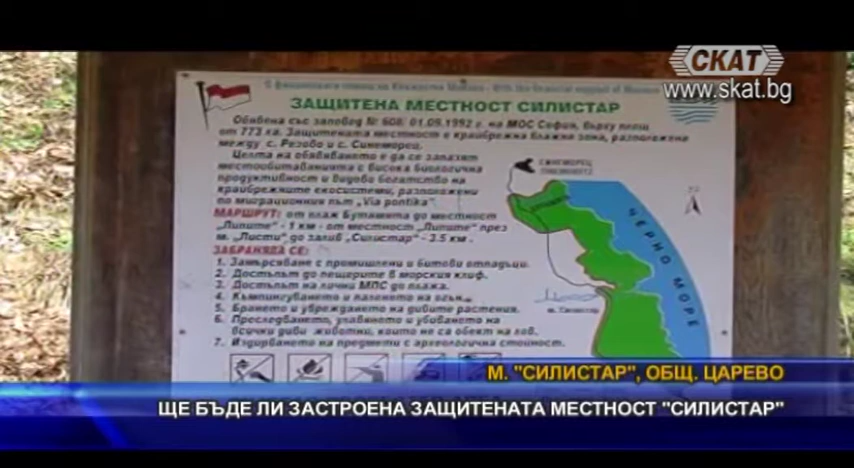 СКАТ
www.skat.bg
ЗАЩИТЕНА МЕСТНОСТ СИЛИСТАР
Обявена със заповед № 608/ 01.09.1992 г. на МОС София, върху площ
от 773 ха. Защитената местност е крайбрежна влажна зона, разположена
между с. Резово и с. Синеморец.
Целта на обявяването е да се запазят
местообитаванията с висока биологична
продуктивност и видово богатство на
крайбрежните екосистеми, разположени
по миграционния път „Via pontika"
МАРШРУТ: от плаж Бутамята до местност
„Липите" - 1 км - от местност „Липите" през
м. „Листи" до залив „Силистар" - 2.5 км.
ЗАБРАНЯВА СЕ:
1. Замърсяване с промишлени и битови отпадъци.
2. Достъпът до пещерите в морския клиф.
3. Достъпът на лични МПС до плажа.
4. Къмпингуването и паленето на огън.
5. Брането и увреждането на дивите растения.
6. Преследването, улавянето и убиването на
всички диви животни, които не са обект на лов.
7. Издирването на предмети с археологична стойност.
СИНЕМОРЕЦ
ЧЕРНО МОРЕ
М. "СИЛИСТАР", ОБЩ. ЦАРЕВО
СКАТ
ЩЕ БЪДЕ ЛИ ЗАСТРОЕНА ЗАЩИТЕНАТА МЕСТНОСТ "СИЛИСТАР"